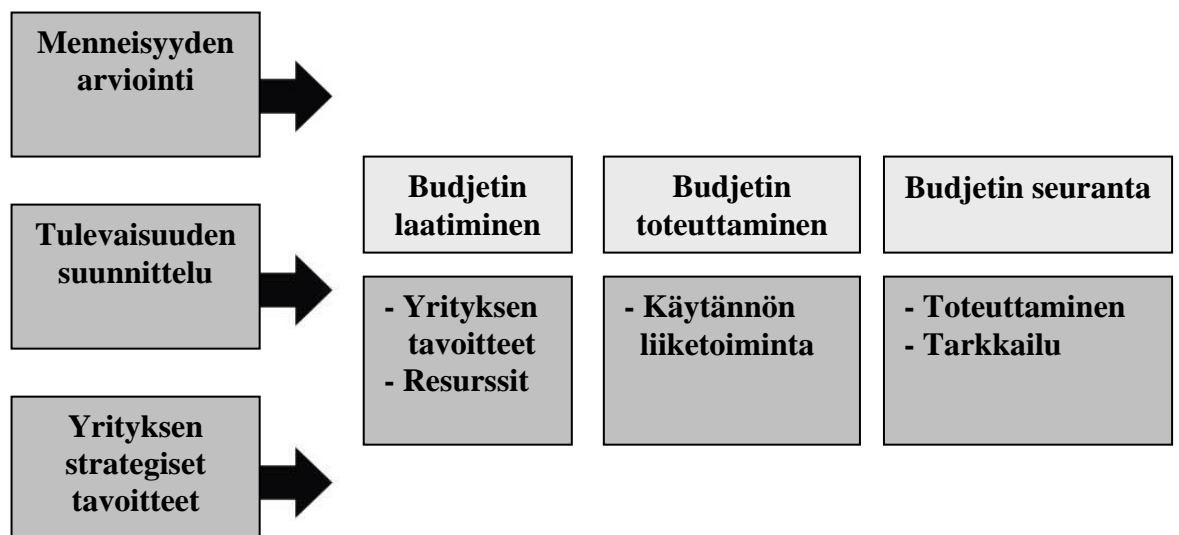 Menneisyyden
arviointi
Tulevaisuuden
suunnittelu
Yrityksen
strategiset
tavoitteet
Budjetin
laatiminen
- Yrityksen
tavoitteet
- Resurssit
Budjetin
toteuttaminen
- Käytännön
liiketoiminta
Budjetin seuranta
- Toteuttaminen
- Tarkkailu